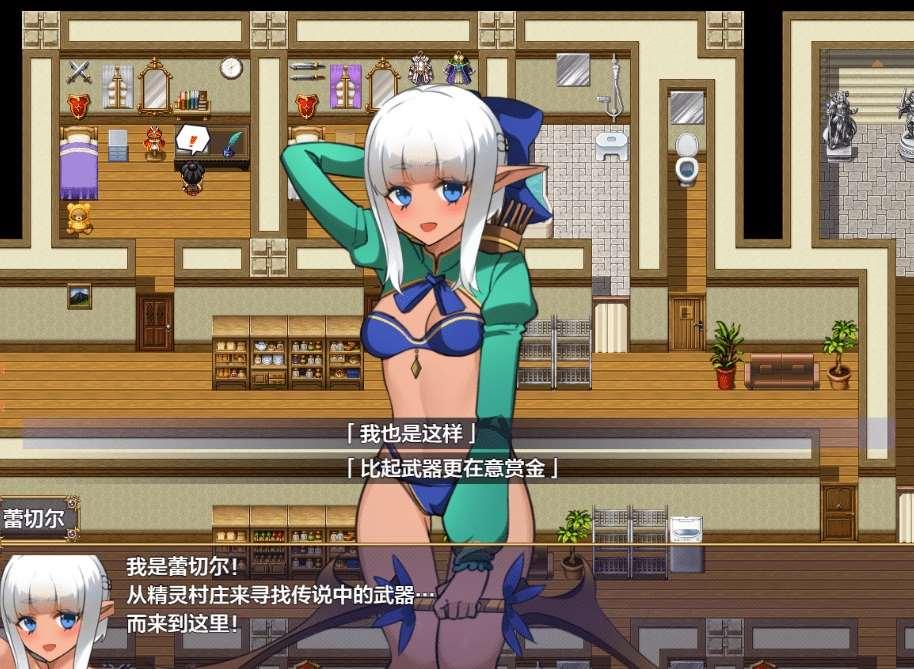 「我也是这样」
「比起武器更在意赏金」
蕾切尔
我是蕾切尔！
从精灵村庄来寻找传说中的武器…
而来到这里！